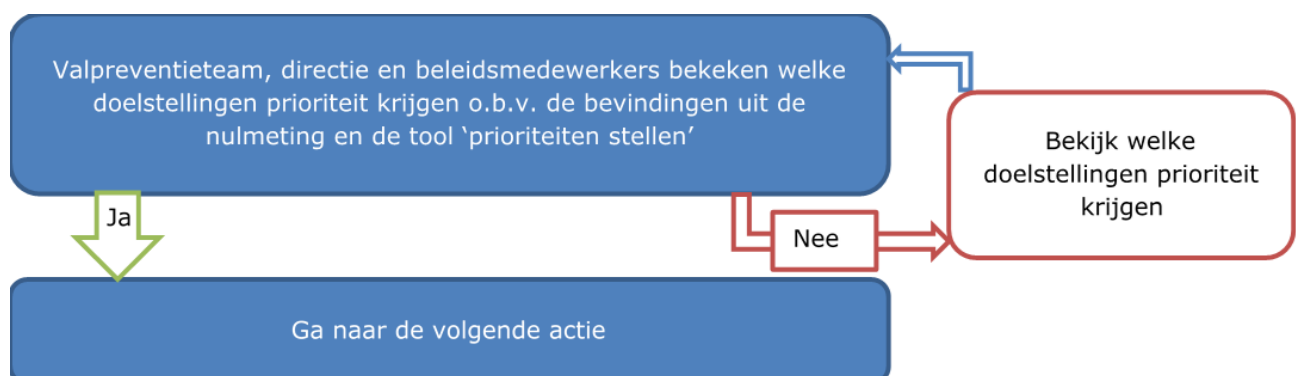 Valpreventieteam, directie en beleidsmedewerkers bekeken welke
doelstellingen prioriteit krijgen o.b.v. de bevindingen uit de
nulmeting en de tool ‘prioriteiten stellen’
Bekijk welke
doelstellingen prioriteit
krijgen
Ja
Nee
Ga naar de volgende actie